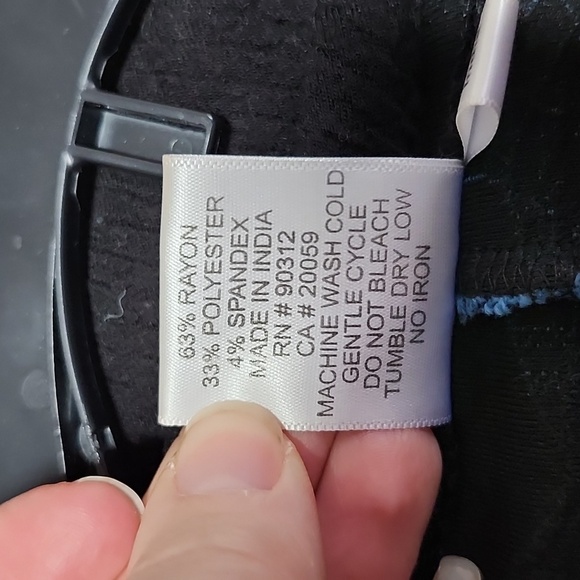 63% RAYON
33% POLYESTER
4% SPANDEX
MADE IN INDIA
RN # 90312
CA # 20059
MACHINE WASH COLD
GENTLE CYCLE
DO NOT BLEACH
TUMBLE DRY LOW
NO IRON